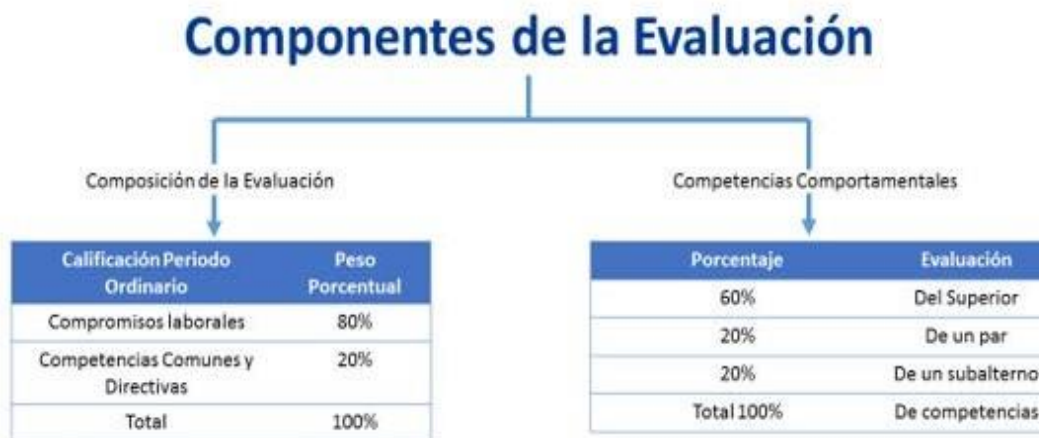 Componentes de la Evaluación
Composición de la Evaluación
Calificación Periodo Ordinario Peso Porcentual
Compromisos laborales 80%
Competencias Comunes y Directivas 20%
Total 100%
Competencias Comportamentales
Porcentaje Evaluación
60% Del Superior
20% De un par
20% De un subalterno
Total 100% De competencias